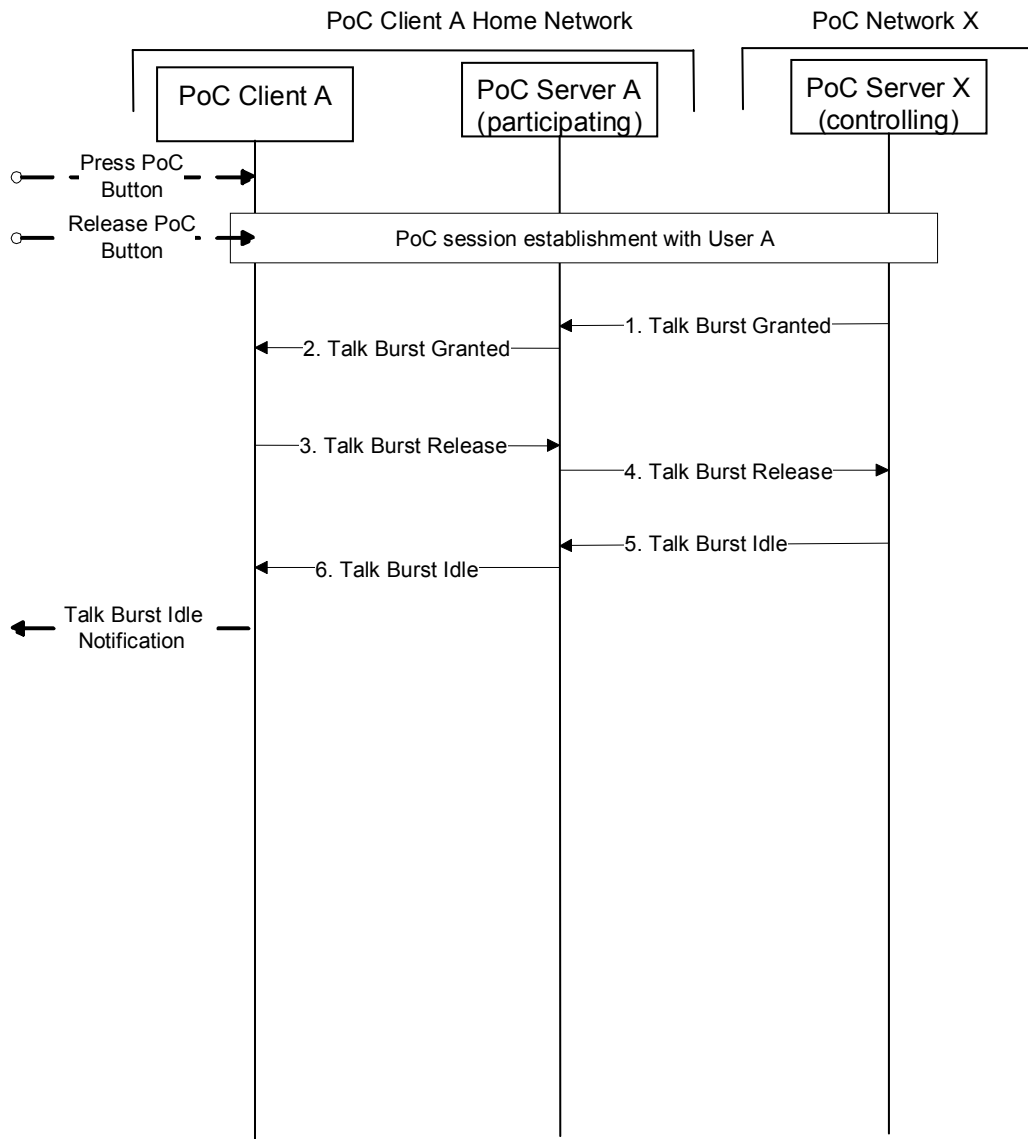 PoC Client A Home Network
PoC Network X
PoC Client A
PoC Server A
(participating)
PoC Server X
(controlling)
Press PoC
Button
Release PoC
Button
PoC session establishment with User A
1. Talk Burst Granted
2. Talk Burst Granted
3. Talk Burst Release
4. Talk Burst Release
5. Talk Burst Idle
6. Talk Burst Idle
Talk Burst Idle
Notification